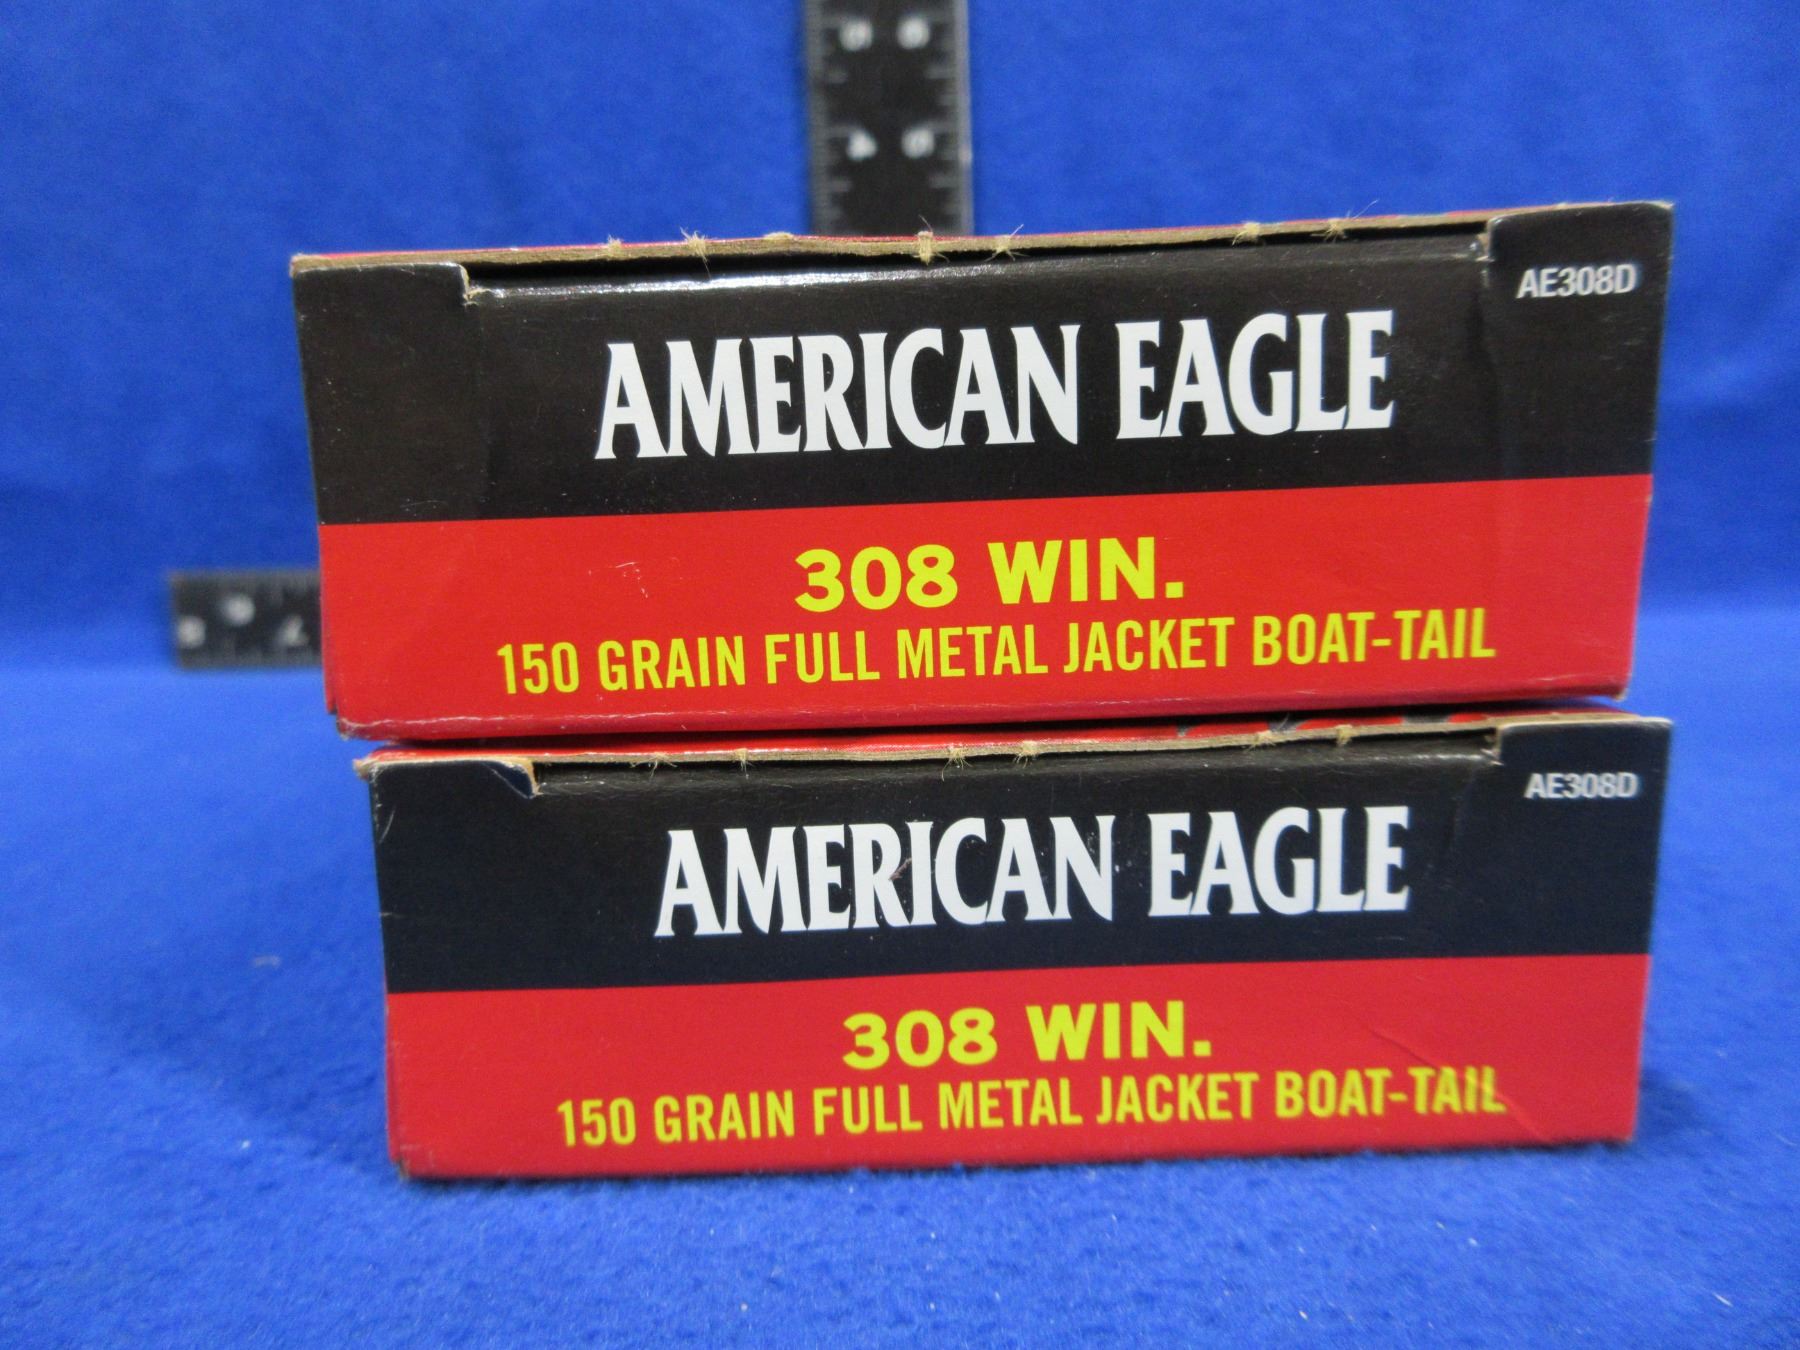 AE308D
AMERICAN EAGLE
308 WIN.
150 GRAIN FULL METAL JACKET BOAT-TAIL
AE308D
AMERICAN EAGLE
308 WIN.
150 GRAIN FULL METAL JACKET BOAT-TAIL